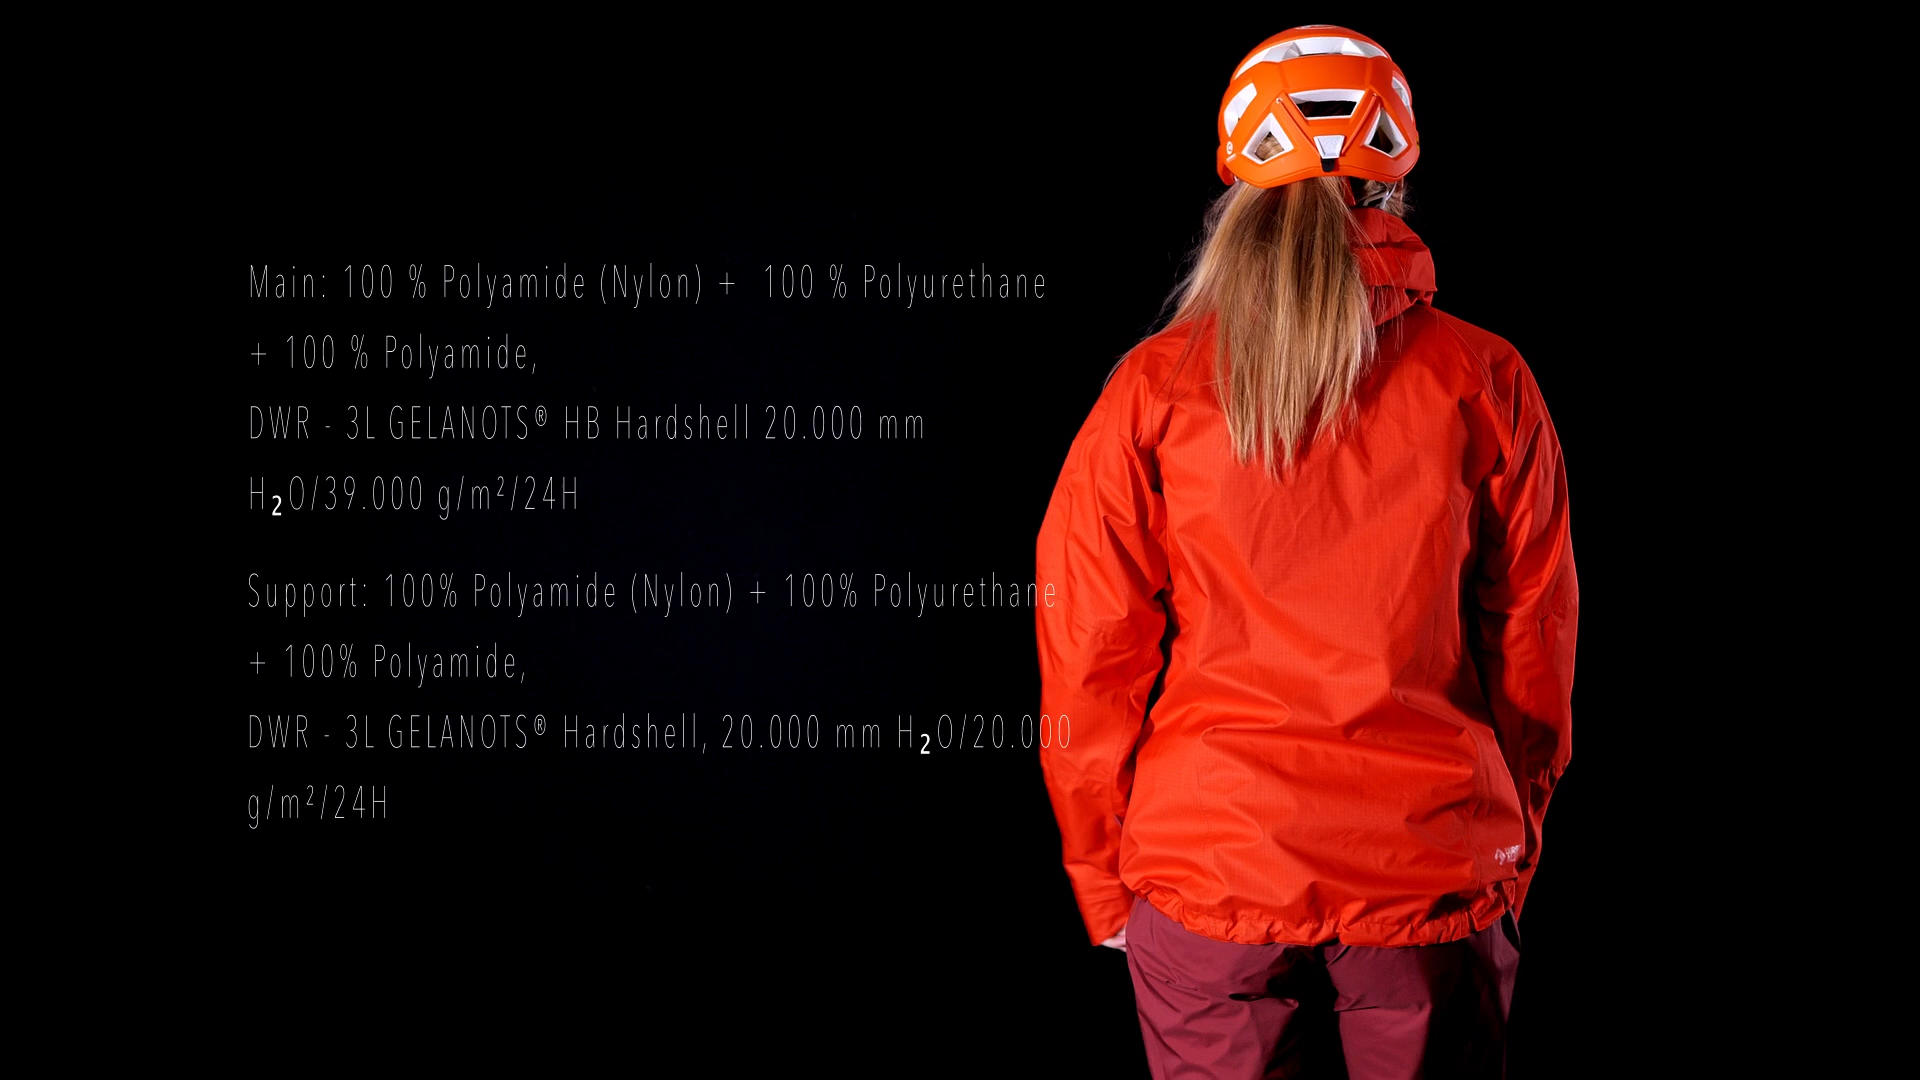 Main: 100 % Polyamide (Nylon) +  100 % Polyurethane
+ 100 % Polyamide,
DWR - 3L GELANOTS® HB Hardshell 20.000 mm
H₂O/39.000 g/m²/24H
Support: 100% Polyamide (Nylon) + 100% Polyurethane
+ 100% Polyamide,
DWR - 3L GELANOTS® Hardshell, 20.000 mm H₂O/20.000
g/m²/24H